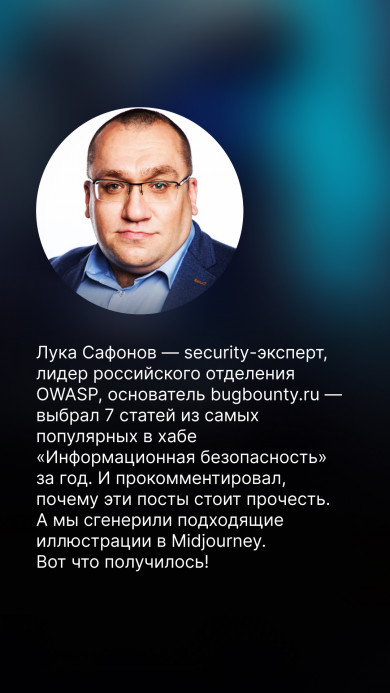 Лука Сафонов — security-эксперт,
лидер российского отделения
OWASP, основатель bugbounty.ru —
выбрал 7 статей из самых
популярных в хабе
«Информационная безопасность»
за год. И прокомментировал,
почему эти посты стоит прочесть.
А мы сгенерили подходящие
иллюстрации в Midjourney.
Вот что получилось!